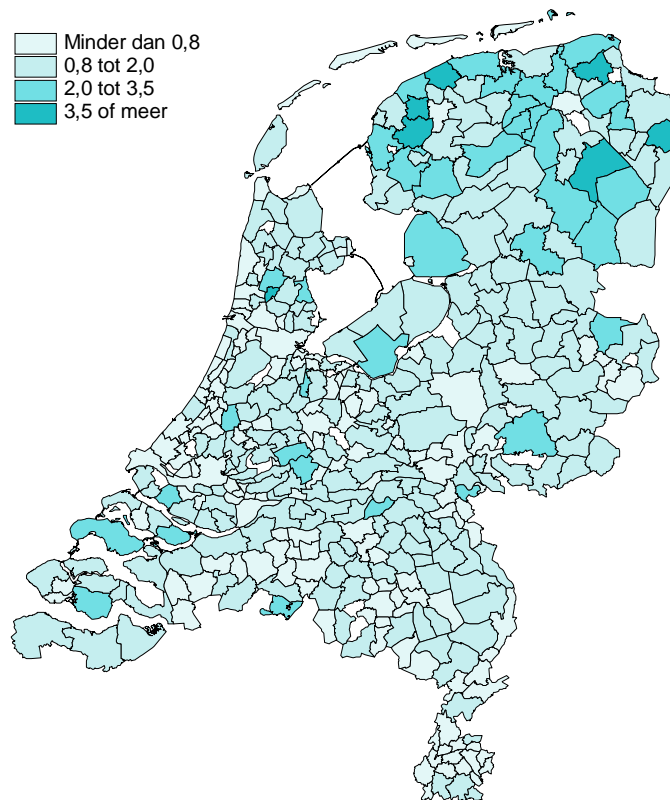 Minder dan 0,8
0,8 tot 2,0
2,0 tot 3,5
3,5 of meer